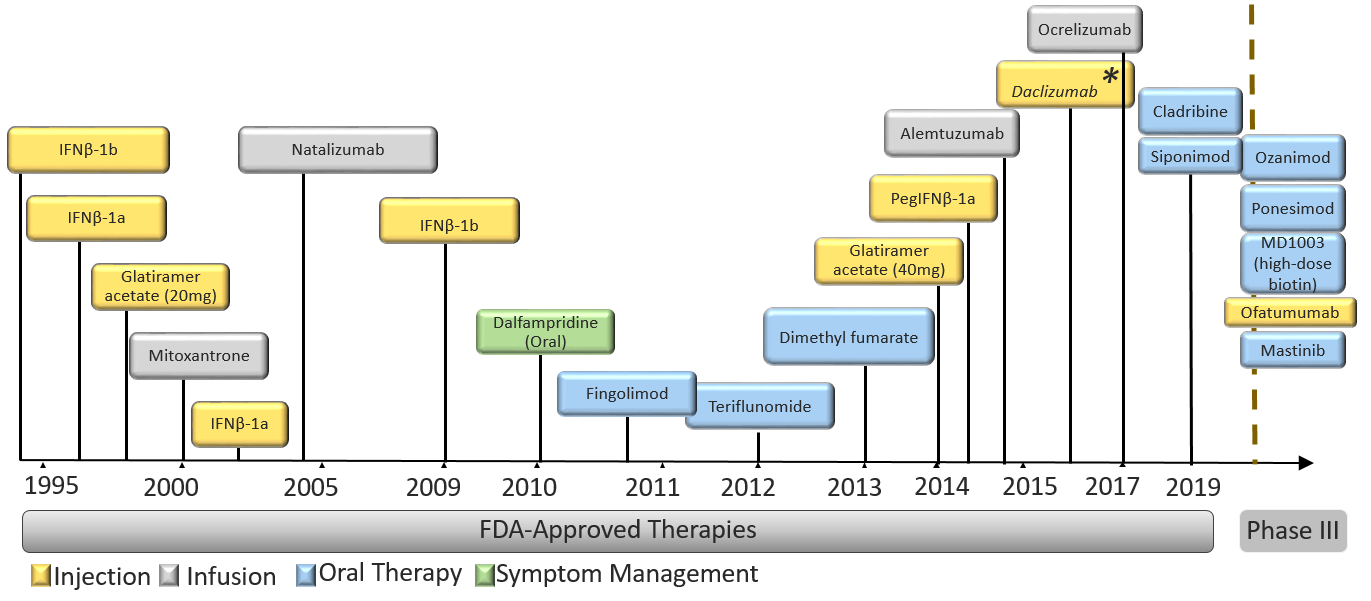 Ocrelizumab
Daclizumab *
Cladribine
Alemtuzumab
IFNβ-1b
Natalizumab
Siponimod
Ozanimod
PegIFNβ-1a
IFNβ-1a
IFNβ-1b
Ponesimod
Glatiramer
acetate (40mg)
MD1003
(high-dose
biotin)
Glatiramer
acetate (20mg)
Ofatumumab
Dalfampridine
(Oral)
Dimethyl fumarate
Mitoxantrone
Mastinib
Fingolimod
Teriflunomide
IFNβ-1a
1995 2000 2005 2009 2010 2011 2012 2013 2014 2015 2017 2019
FDA-Approved Therapies
Phase III
Injection Infusion Oral Therapy Symptom Management